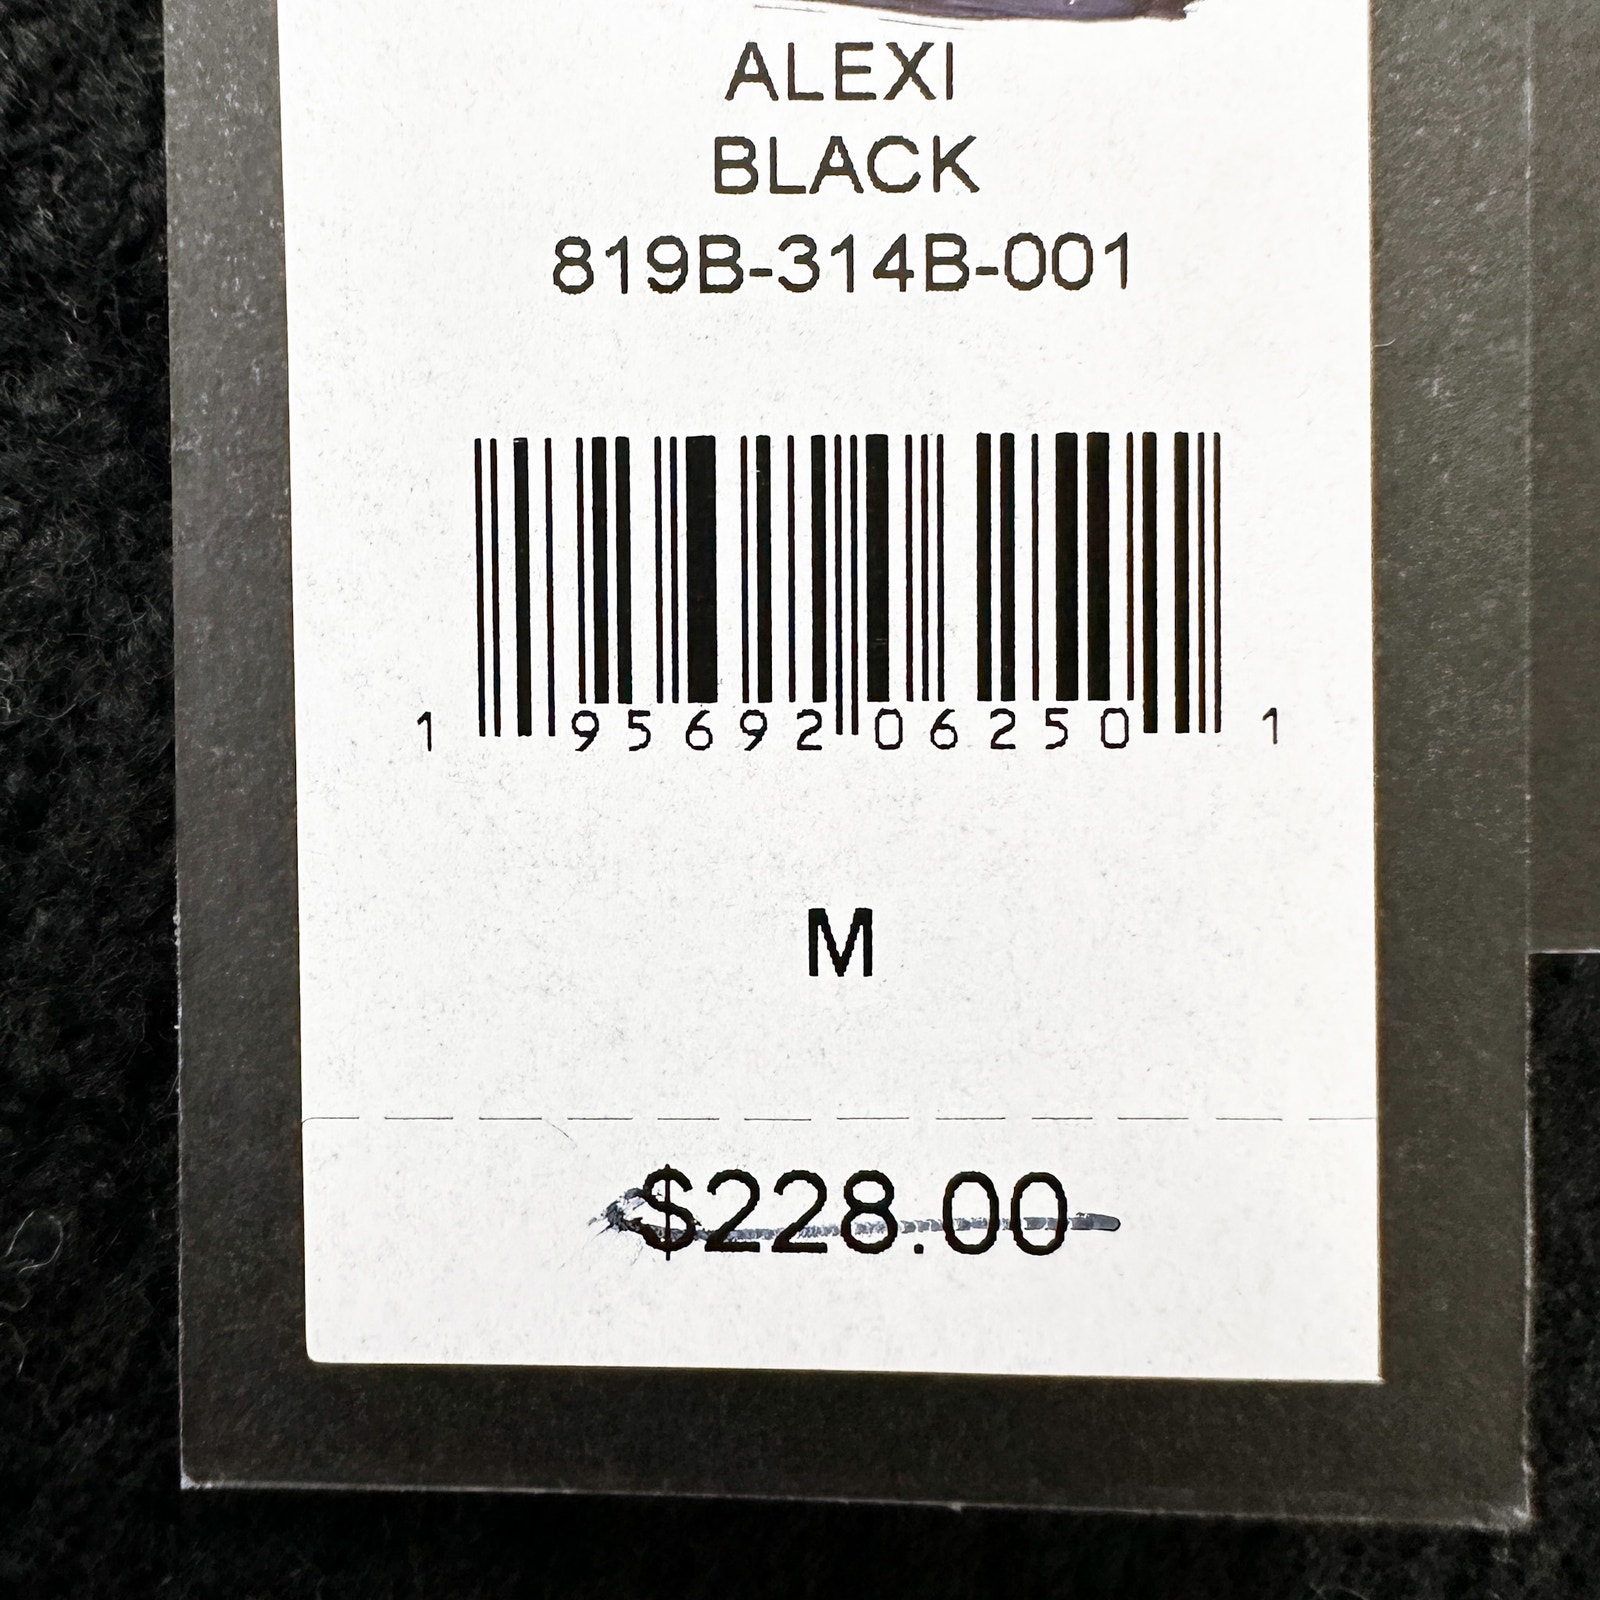 ALEXI
BLACK
819B-314B-001
1 95692 06250 1
M
$228.00